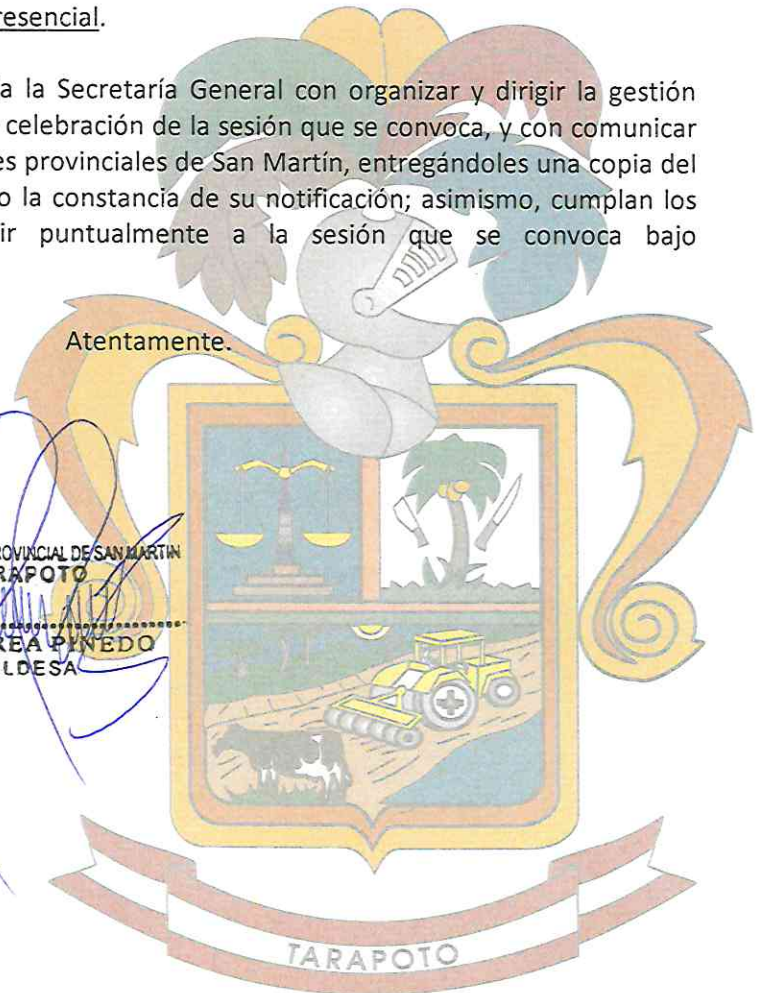 resencial.
a la Secretaría General con organizar y dirigir la gestión
celebración de la sesión que se convoca, y con comunicar
es provinciales de San Martín, entregándoles una copia del
o la constancia de su notificación; asimismo, cumplan los
ir puntualmente a la sesión que se convoca bajo
Atentamente.
ROVINCIAL DE SAN MARTIN
RAPOTO
REA PINEDO
LDESA
TARAPOTO